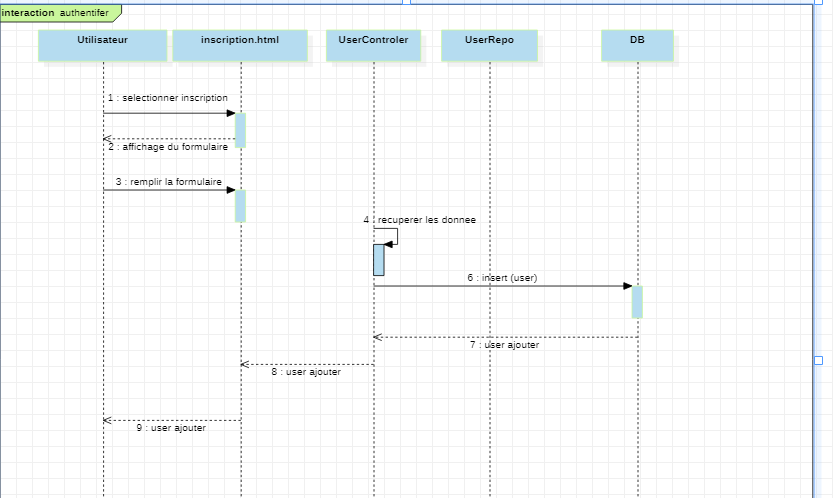 interaction authentifer
Utilisateur
inscription.html
UserControler
UserRepo
DB
1 : selectionner inscription
2 : affichage du formulaire
3 : remplir la formulaire
4 : recuperer les donnee
6 : insert (user)
7 : user ajouter
8 : user ajouter
9 : user ajouter